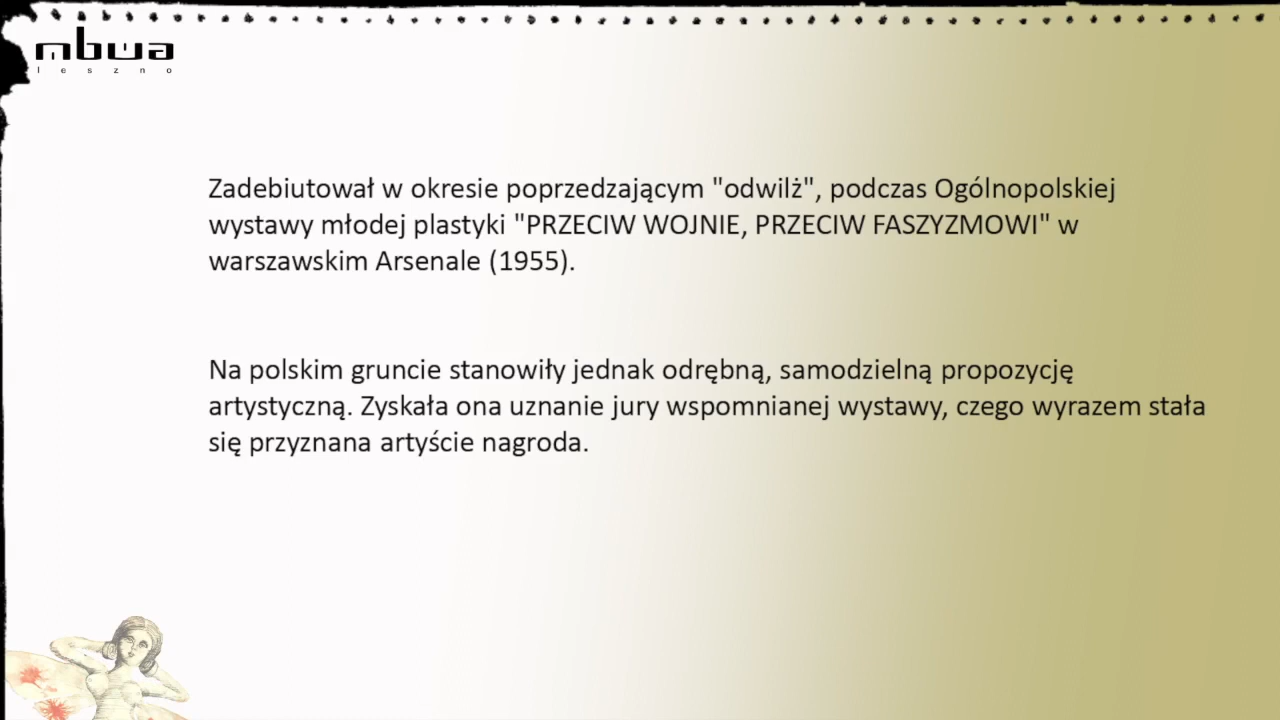 mbwa
leszno
Zadebiutował w okresie poprzedzającym "odwilż", podczas Ogólnopolskiej
wystawy młodej plastyki "PRZECIW WOJNIE, PRZECIW FASZYZMOWI" w
warszawskim Arsenale (1955).
Na polskim gruncie stanowiły jednak odrębną, samodzielną propozycję
artystyczną. Zyskała ona uznanie jury wspomnianej wystawy, czego wyrazem stała
się przyznana artyście nagroda.